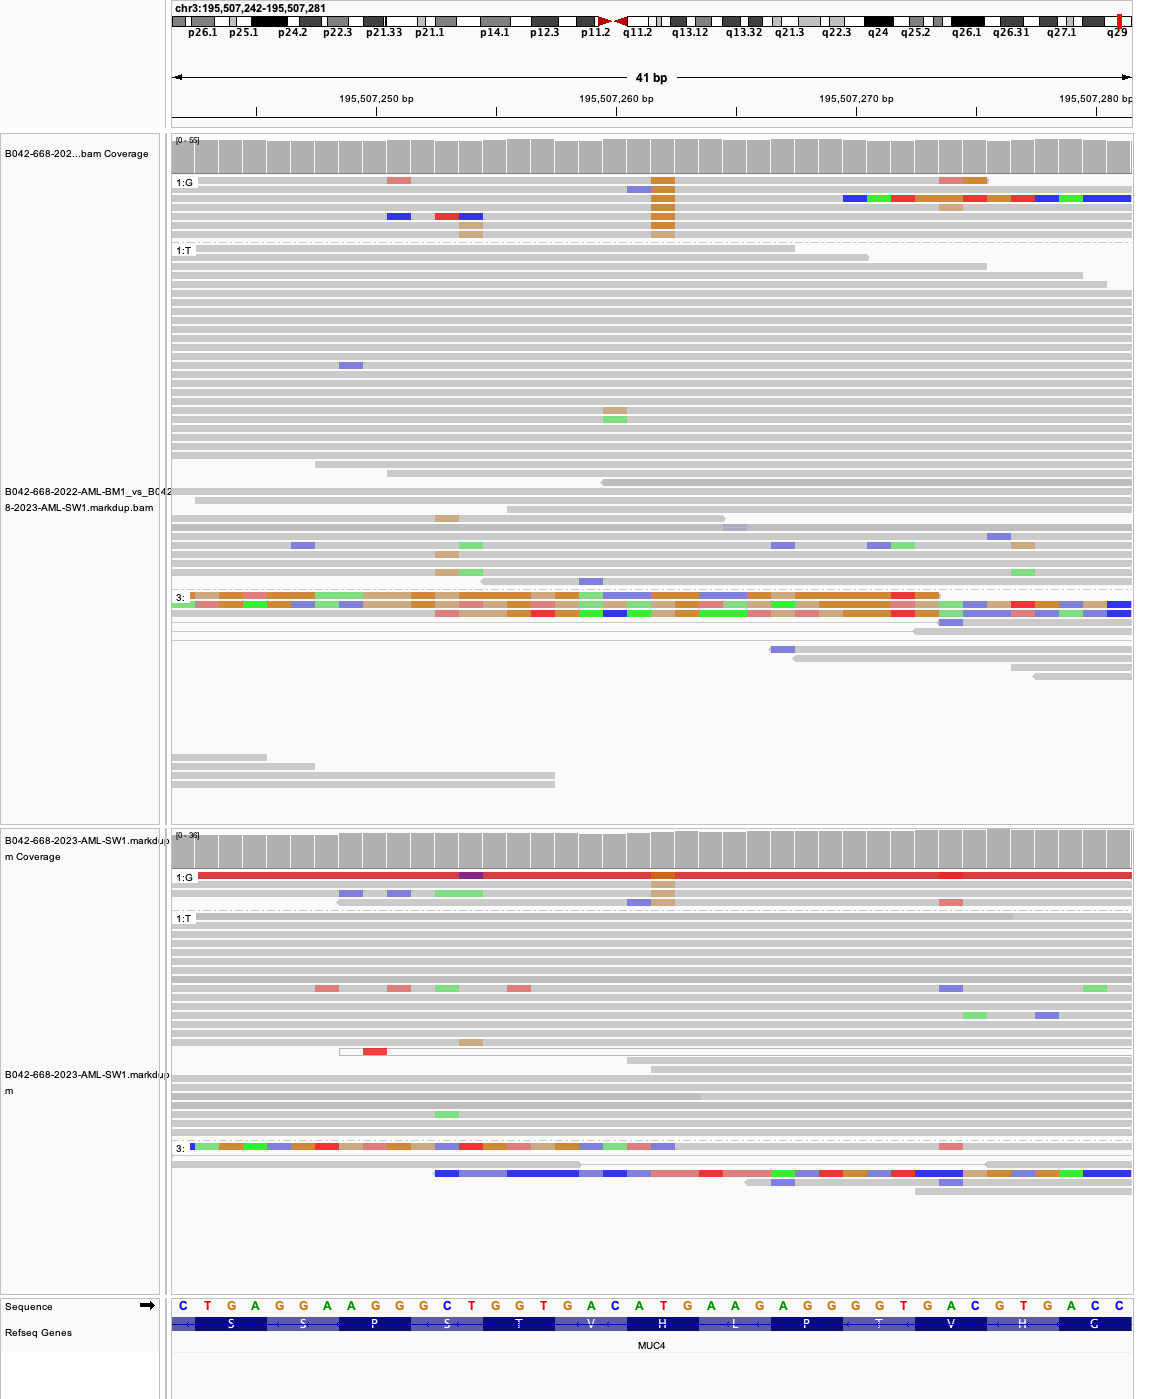 chr3:195,507,242-195,507,281
p26.1 p25.1 p24.2 p22.3 p21.33 p21.1 p14.1 p12.3 p11.2 q11.2 q13.12 q13.32 q21.3 q22.3 q24 q25.2 q26.1 q26.31 q27.1 q29
41 bp
195,507,250 bp 195,507,260 bp 195,507,270 bp 195,507,280 bp
[0 - 55]
B042-668-202...bam Coverage
1:G
1:T
B042-668-2022-AML-BM1_vs_B042
8-2023-AML-SW1.markdup.bam
3:
[0 - 36]
B042-668-2023-AML-SW1.markdup
m Coverage
1:G
1:T
B042-668-2023-AML-SW1.markdup
m
3:
Sequence
C T G A G G A A G G G C T G G T G A C A T G A A G A G G G G T G A C G T G A C C
Refseq Genes
S S P S T V H L P T V H G
MUC4